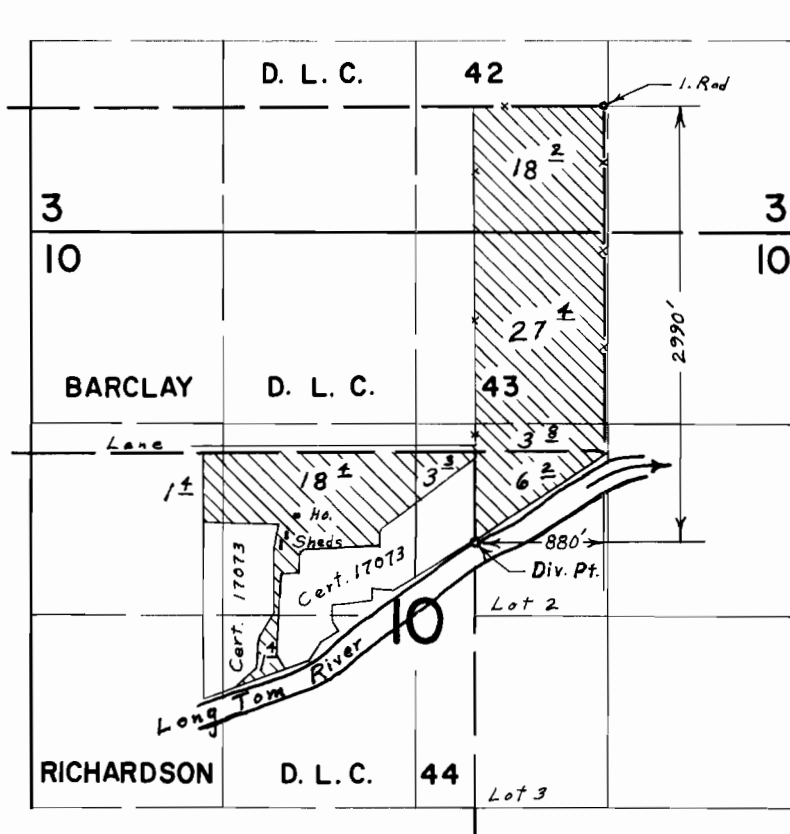 D. L. C. 42
I. Rod
18 2
3 3
10 10
27 4
2990'
BARCLAY D. L. C. 43
Lane
3 8
1 4 18 4 3 3 6 2
Ho.
Sheds
880'
Div. Pt.
Cert. 17073
Cert. 17073
Lot 2
10
4
Long Tom River
RICHARDSON D. L. C. 44
Lot 3